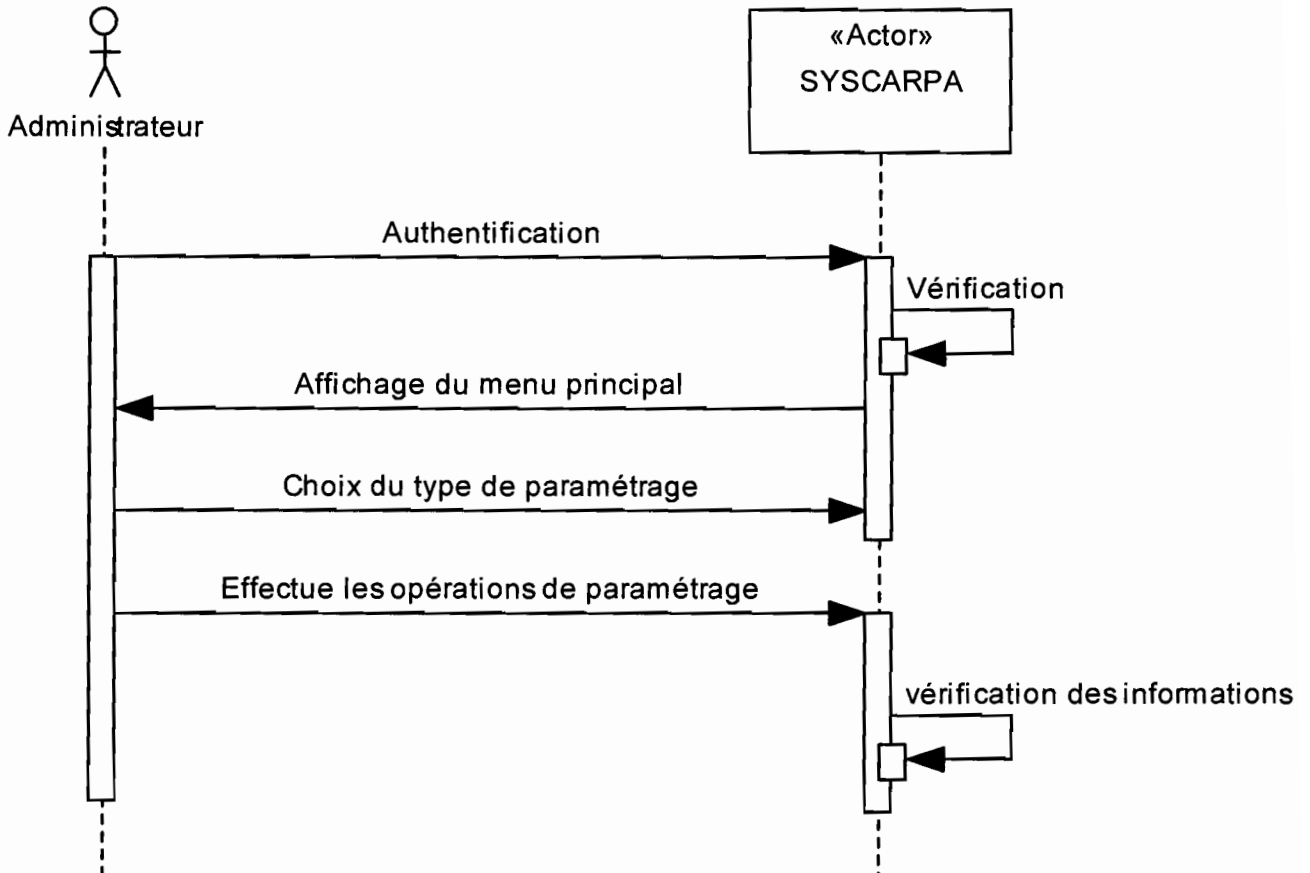 «Actor»
SYSCARPA
Administrateur
Authentification
Vérification
Affichage du menu principal
Choix du type de paramétrage
Effectue les opérations de paramétrage
vérification des informations